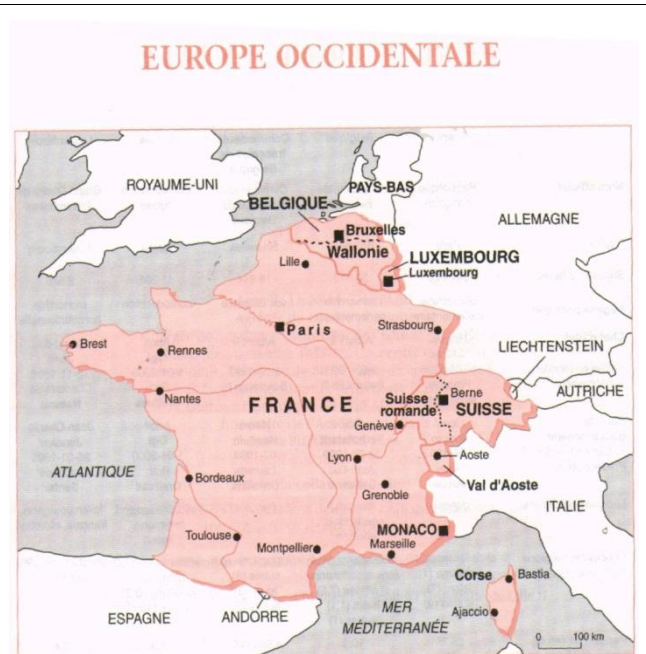 EUROPE OCCIDENTALE
ROYAUME-UNI
PAYS-BAS
BELGIQUE
ALLEMAGNE
Bruxelles
Wallonie
LUXEMBOURG
Lille
Luxembourg
Paris
Strasbourg
Brest
Rennes
LIECHTENSTEIN
Nantes
FRANCE
Suisse
romande
Berne
SUISSE
AUTRICHE
Genève
Lyon
Aoste
ATLANTIQUE
Bordeaux
Grenoble
Val d'Aoste
ITALIE
Toulouse
Montpellier
MONACO
Marseille
Corse
Bastia
ESPAGNE
ANDORRE
MER
MÉDITERRANÉE
Ajaccio
0 100 km